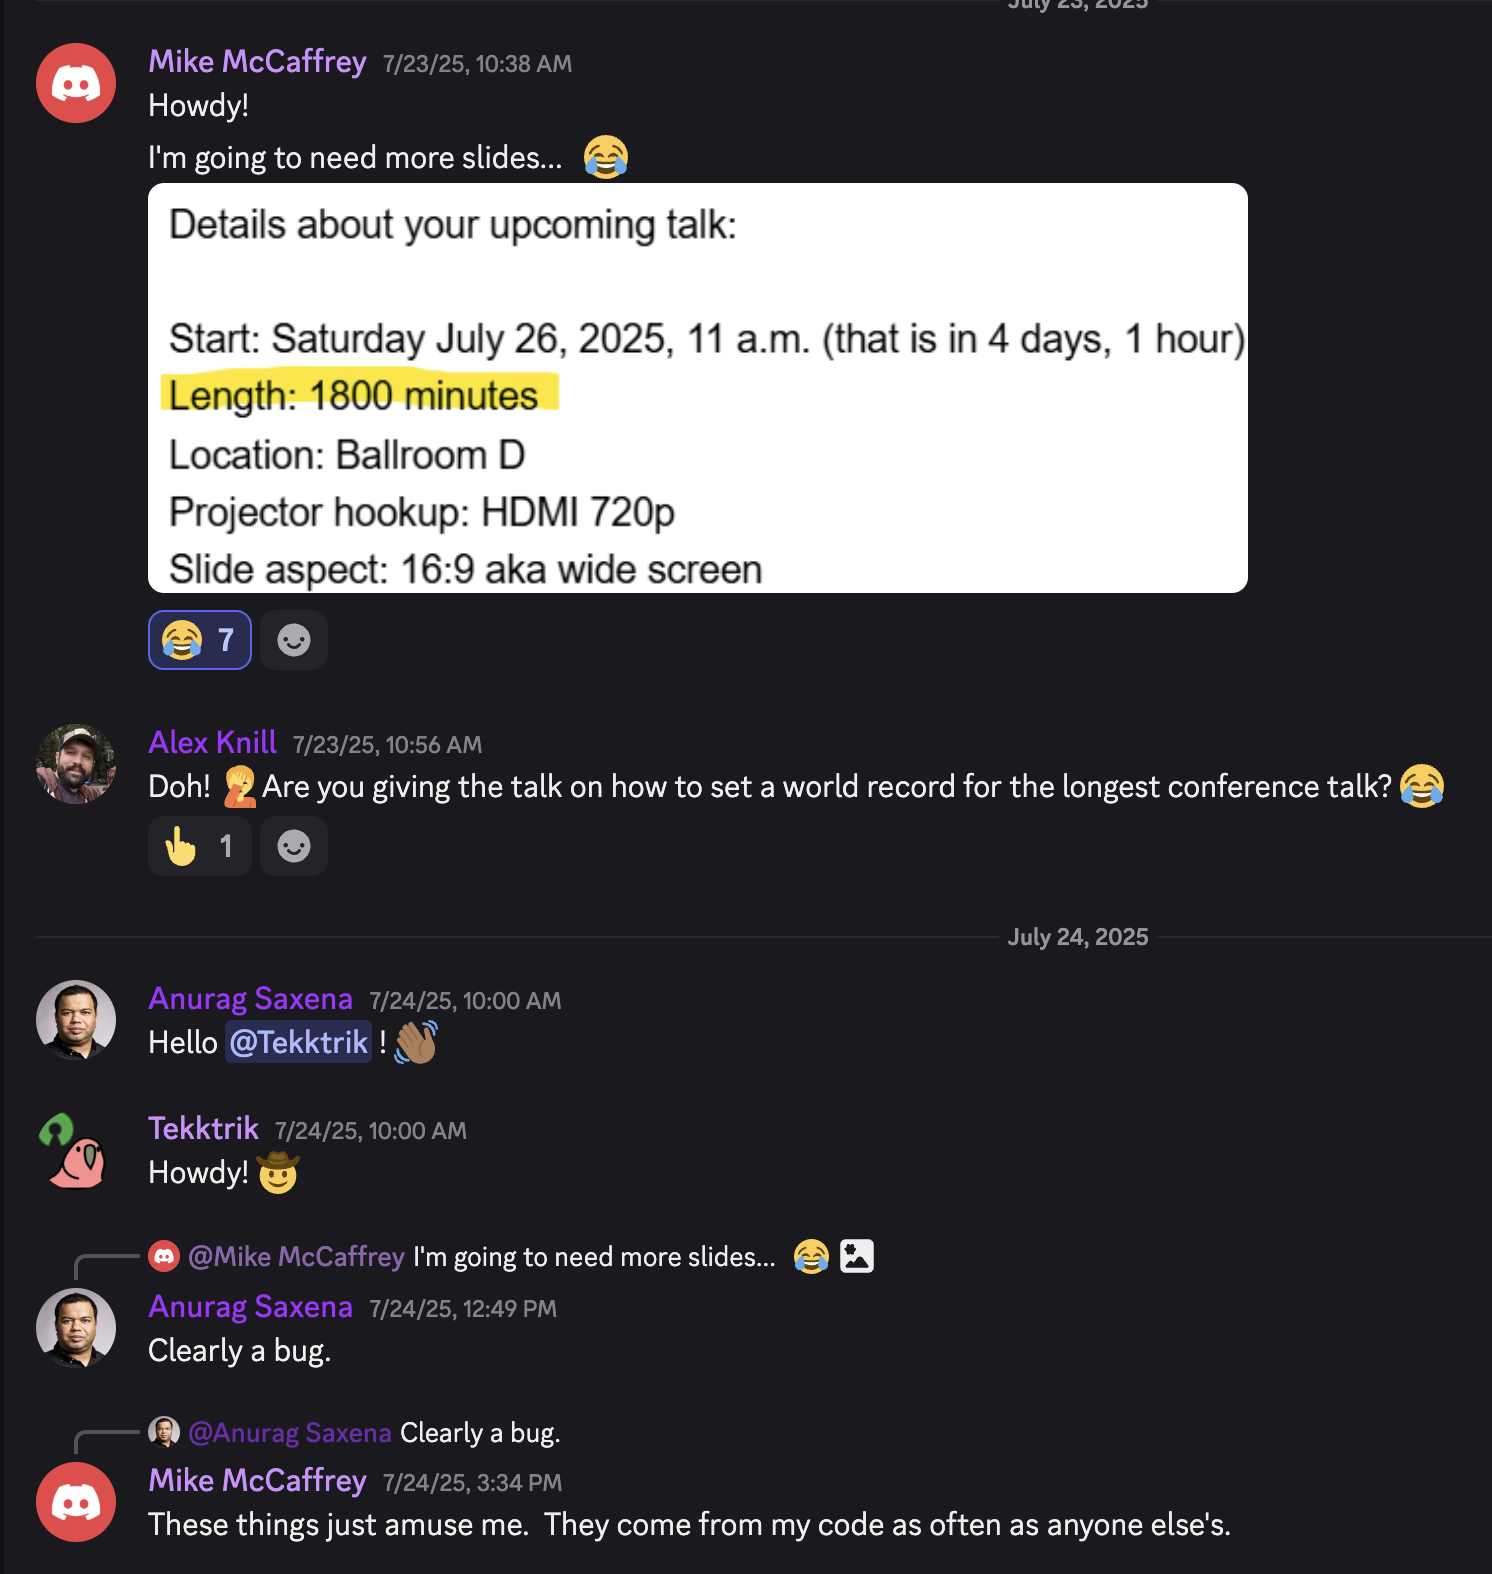 July 23, 2025
Mike McCaffrey 7/23/25, 10:38 AM
Howdy!
I'm going to need more slides... 😂
Details about your upcoming talk:
Start: Saturday July 26, 2025, 11 a.m. (that is in 4 days, 1 hour)
Length: 1800 minutes
Location: Ballroom D
Projector hookup: HDMI 720p
Slide aspect: 16:9 aka wide screen
😂 7
Alex Knill 7/23/25, 10:56 AM
Doh! 🤦 Are you giving the talk on how to set a world record for the longest conference talk? 😂
👆 1
July 24, 2025
Anurag Saxena 7/24/25, 10:00 AM
Hello @Tekktrik ! 👋🏽
Tekktrik 7/24/25, 10:00 AM
Howdy! 🤠
@Mike McCaffrey I'm going to need more slides... 😂
Anurag Saxena 7/24/25, 12:49 PM
Clearly a bug.
@Anurag Saxena Clearly a bug.
Mike McCaffrey 7/24/25, 3:34 PM
These things just amuse me. They come from my code as often as anyone else's.